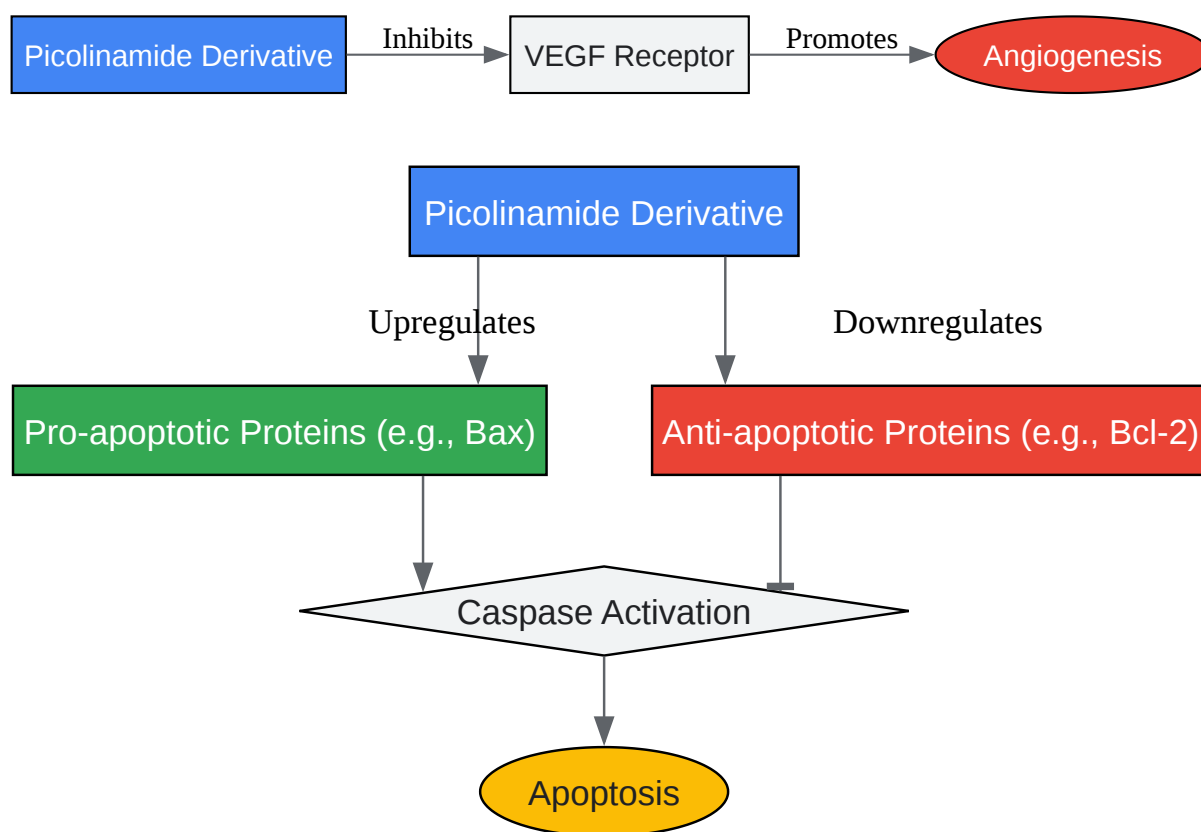 Picolinamide Derivative
Inhibits
VEGF Receptor
Promotes
Angiogenesis
Picolinamide Derivative
Upregulates
Downregulates
Pro-apoptotic Proteins (e.g., Bax)
Anti-apoptotic Proteins (e.g., Bcl-2)
Caspase Activation
Apoptosis